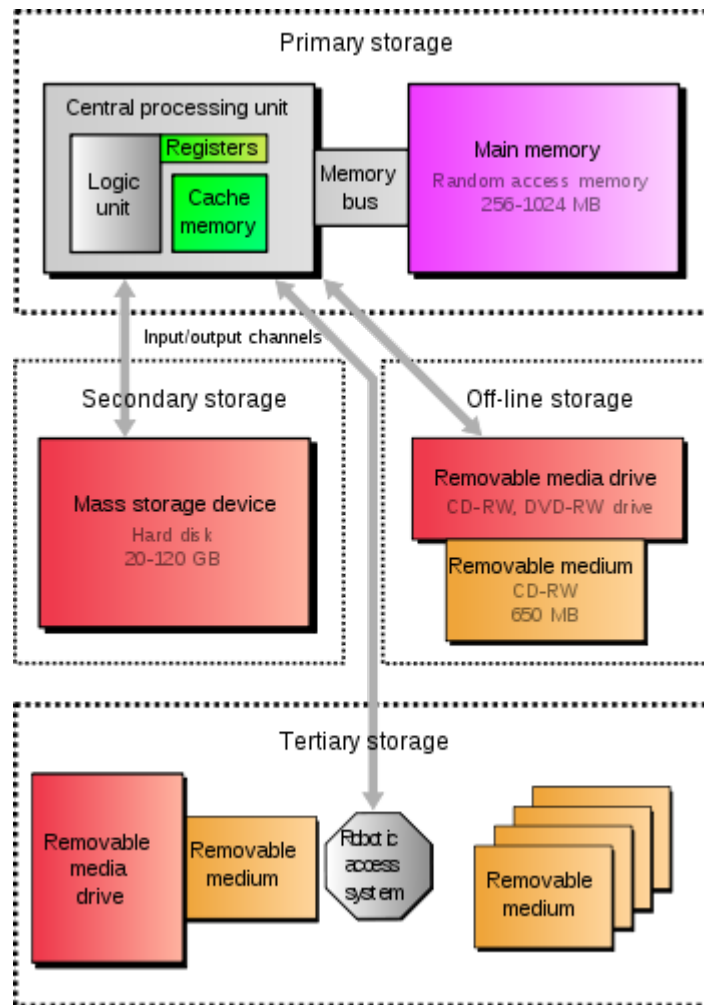 Primary storage
Central processing unit
Registers
Logic
unit
Cache
memory
Memory
bus
Main memory
Random access memory
256-1024 MB
Input/output channels
Secondary storage
Mass storage device
Hard disk
20-120 GB
Off-line storage
Removable media drive
CD-RW, DVD-RW drive
Removable medium
CD-RW
650 MB
Tertiary storage
Removable
media
drive
Removable
medium
Robotic
access
system
Removable
medium